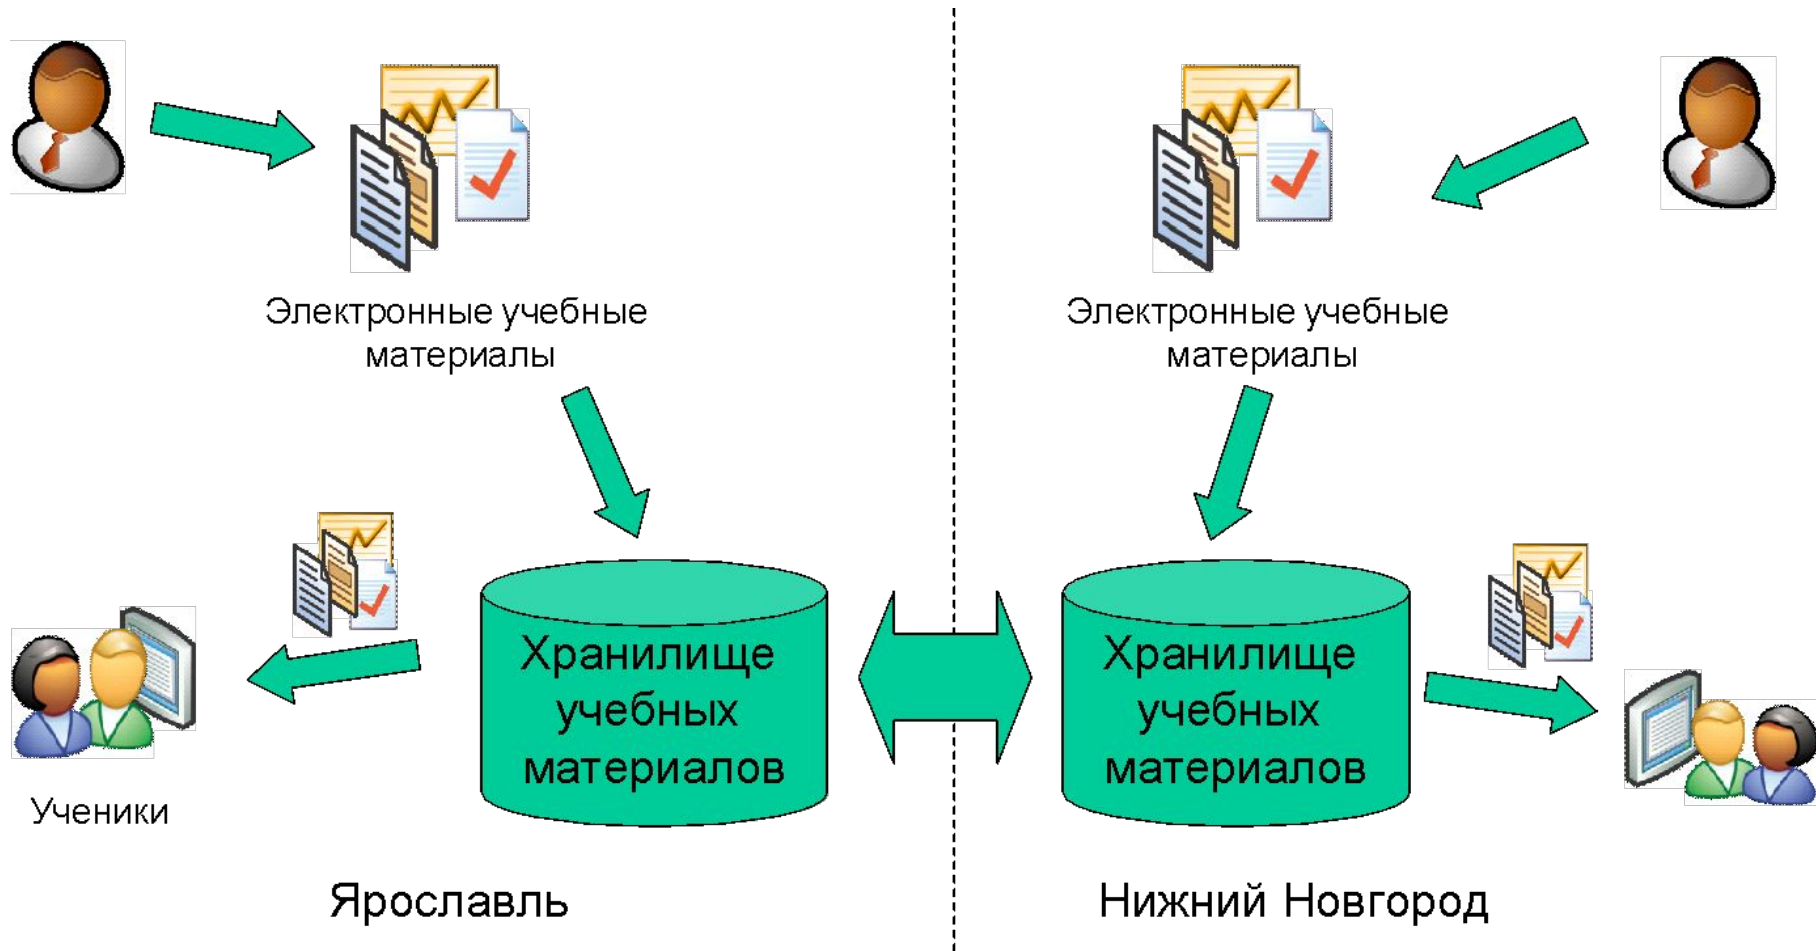 Электронные учебные
материалы
Электронные учебные
материалы
Хранилище
учебных
материалов
Хранилище
учебных
материалов
Ученики
Ярославль
Нижний Новгород